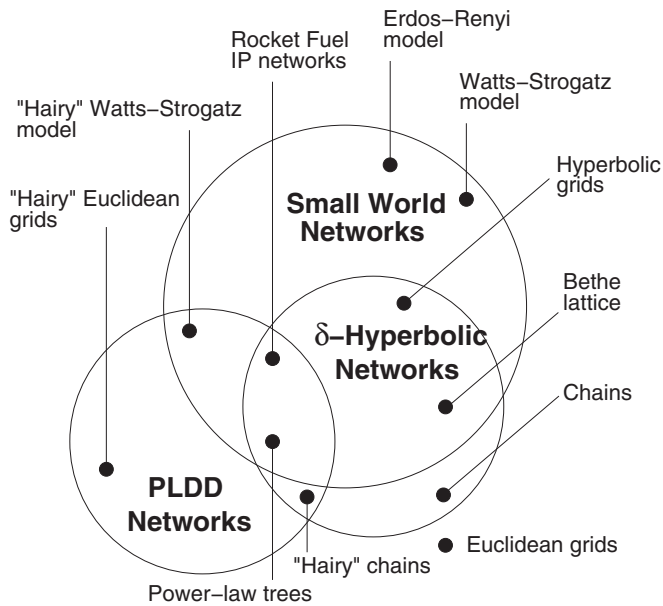 Rocket Fuel
IP networks
Erdos−Renyi
model
"Hairy" Watts−Strogatz
model
Watts−Strogatz
model
"Hairy" Euclidean
grids
Hyperbolic
grids
Small World
Networks
Bethe
lattice
δ−Hyperbolic
Networks
Chains
PLDD
Networks
Euclidean grids
"Hairy" chains
Power−law trees